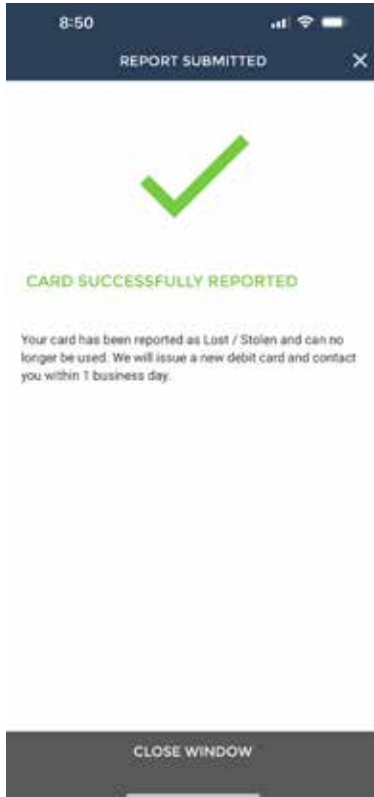 8:50
REPORT SUBMITTED
CARD SUCCESSFULLY REPORTED
Your card has been reported as Lost / Stolen and can no
longer be used. We will issue a new debit card and contact
you within 1 business day.
CLOSE WINDOW